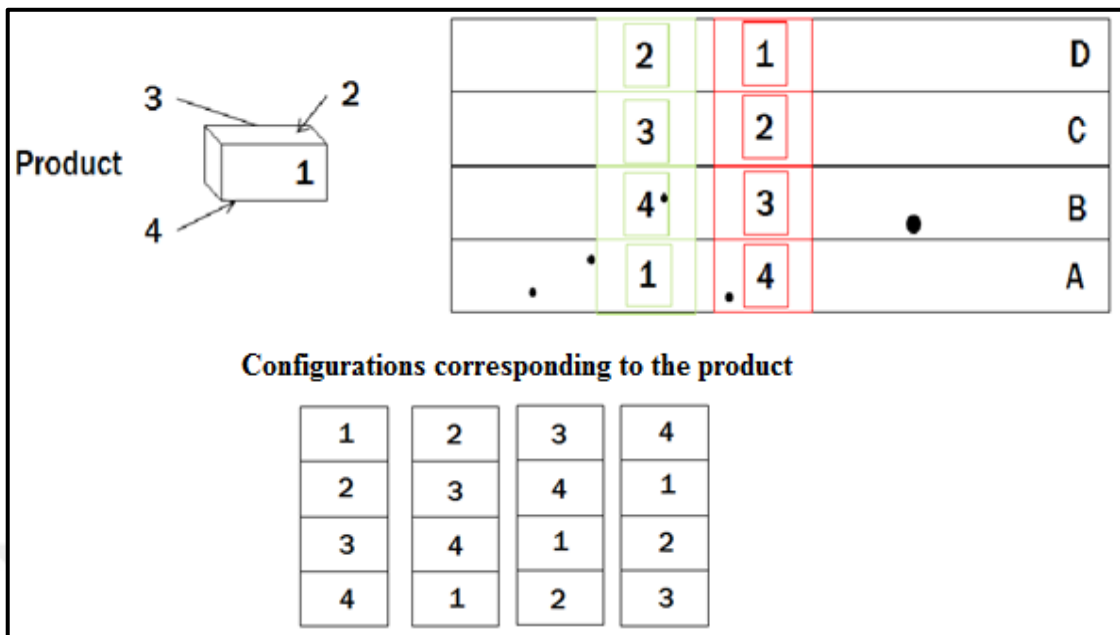 3 2
Product 1
4
2 1 D
3 2 C
4 3 B
1 4 A
Configurations corresponding to the product
1 2 3 4
2 3 4 1
3 4 1 2
4 1 2 3